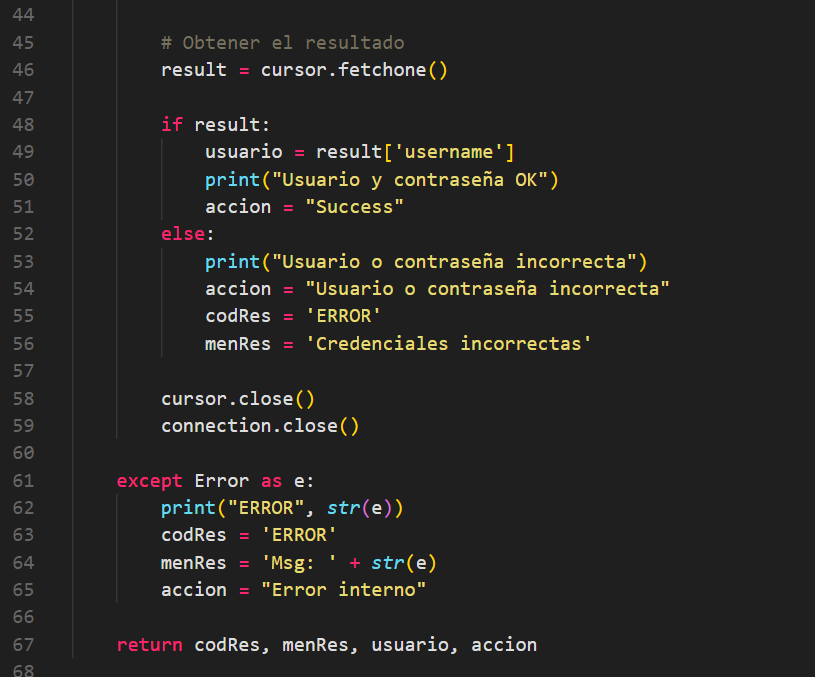 44
45 # Obtener el resultado
46 result = cursor.fetchone()
47
48 if result:
49 usuario = result['username']
50 print("Usuario y contraseña OK")
51 accion = "Success"
52 else:
53 print("Usuario o contraseña incorrecta")
54 accion = "Usuario o contraseña incorrecta"
55 codRes = 'ERROR'
56 menRes = 'Credenciales incorrectas'
57
58 cursor.close()
59 connection.close()
60
61 except Error as e:
62 print("ERROR", str(e))
63 codRes = 'ERROR'
64 menRes = 'Msg: ' + str(e)
65 accion = "Error interno"
66
67 return codRes, menRes, usuario, accion
68